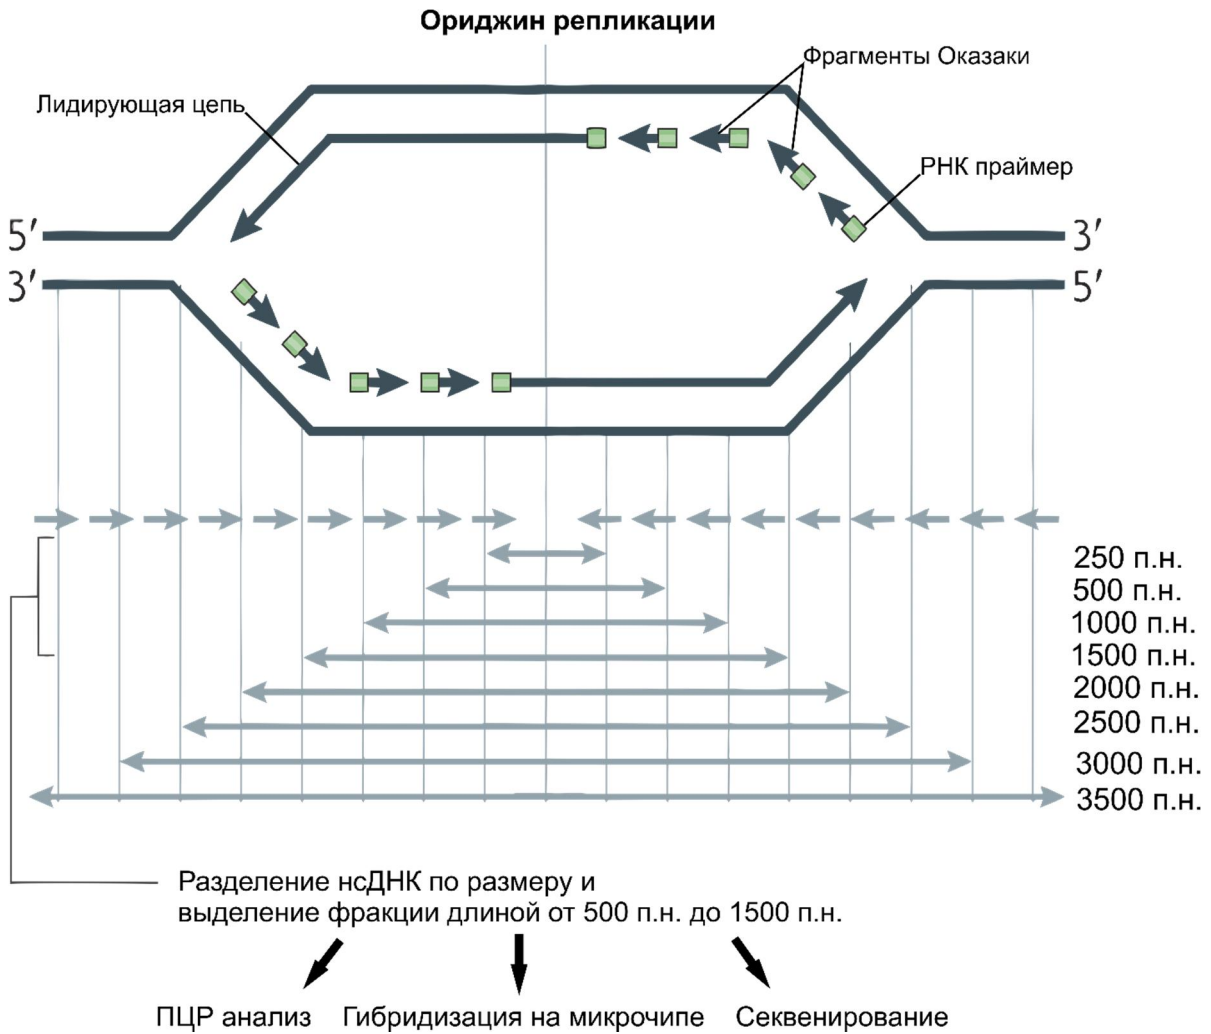 Ориджин репликации
Фрагменты Оказаки
Лидирующая цепь
РНК праймер
5′
3′
3′
5′
250 п.н.
500 п.н.
1000 п.н.
1500 п.н.
2000 п.н.
2500 п.н.
3000 п.н.
3500 п.н.
Разделение нсДНК по размеру и
выделение фракции длиной от 500 п.н. до 1500 п.н.
ПЦР анализ
Гибридизация на микрочипе
Секвенирование